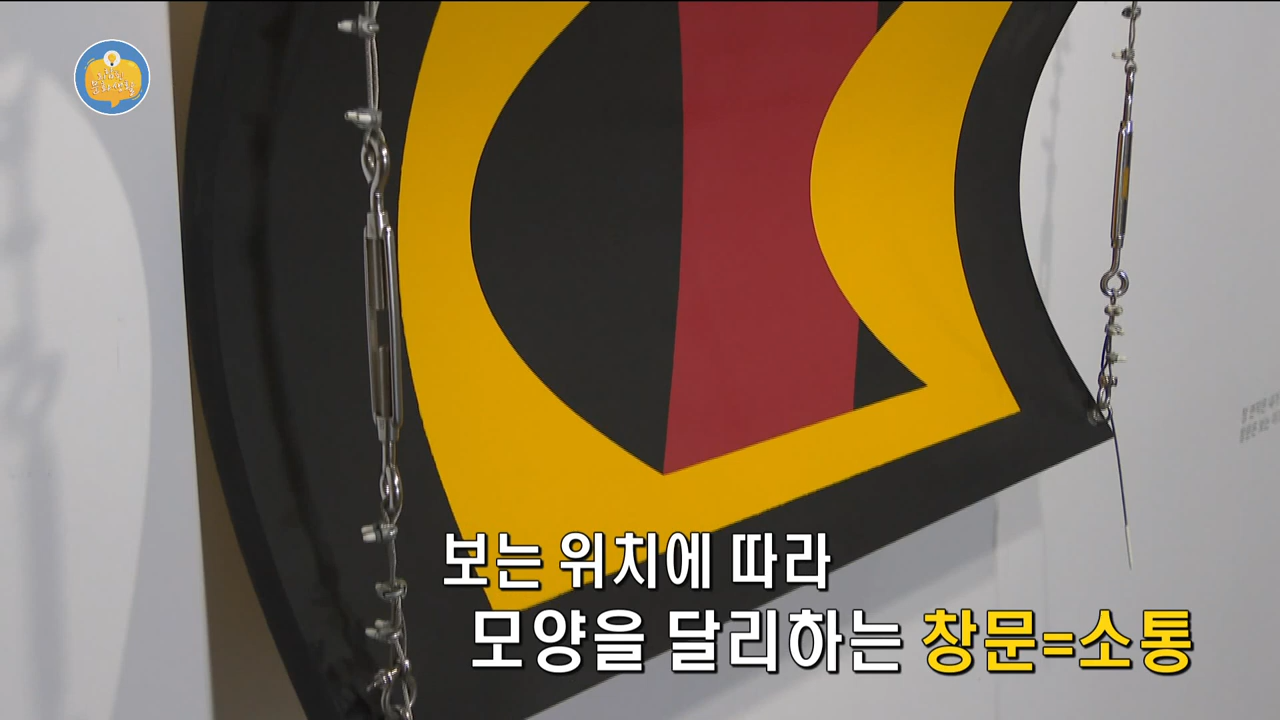 보는 위치에 따라
모양을 달리하는 창문=소통